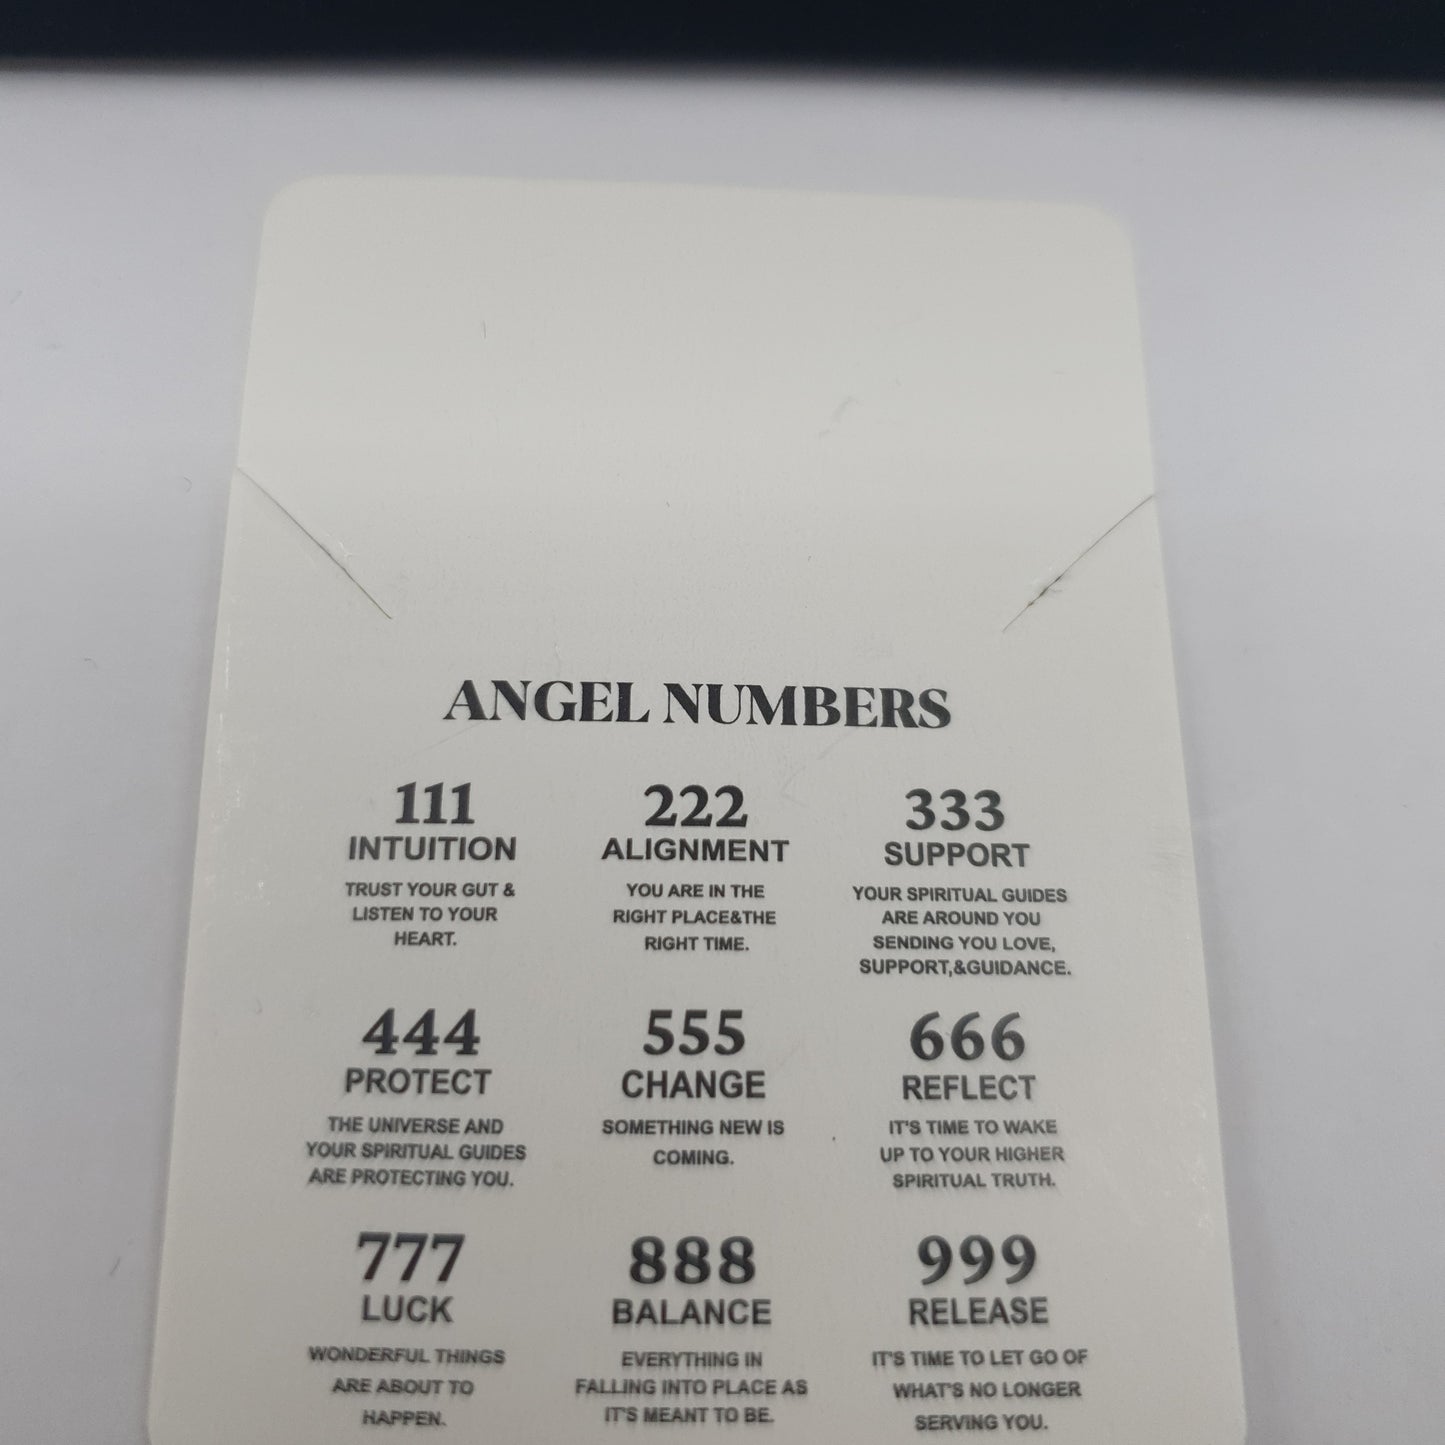 ANGEL NUMBERS
111
INTUITION
TRUST YOUR GUT &
LISTEN TO YOUR
HEART.
222
ALIGNMENT
YOU ARE IN THE
RIGHT PLACE&THE
RIGHT TIME.
333
SUPPORT
YOUR SPIRITUAL GUIDES
ARE AROUND YOU
SENDING YOU LOVE,
SUPPORT,&GUIDANCE.
444
PROTECT
THE UNIVERSE AND
YOUR SPIRITUAL GUIDES
ARE PROTECTING YOU.
555
CHANGE
SOMETHING NEW IS
COMING.
666
REFLECT
IT'S TIME TO WAKE
UP TO YOUR HIGHER
SPIRITUAL TRUTH.
777
LUCK
WONDERFUL THINGS
ARE ABOUT TO
HAPPEN.
888
BALANCE
EVERYTHING IN
FALLING INTO PLACE AS
IT'S MEANT TO BE.
999
RELEASE
IT'S TIME TO LET GO OF
WHAT'S NO LONGER
SERVING YOU.